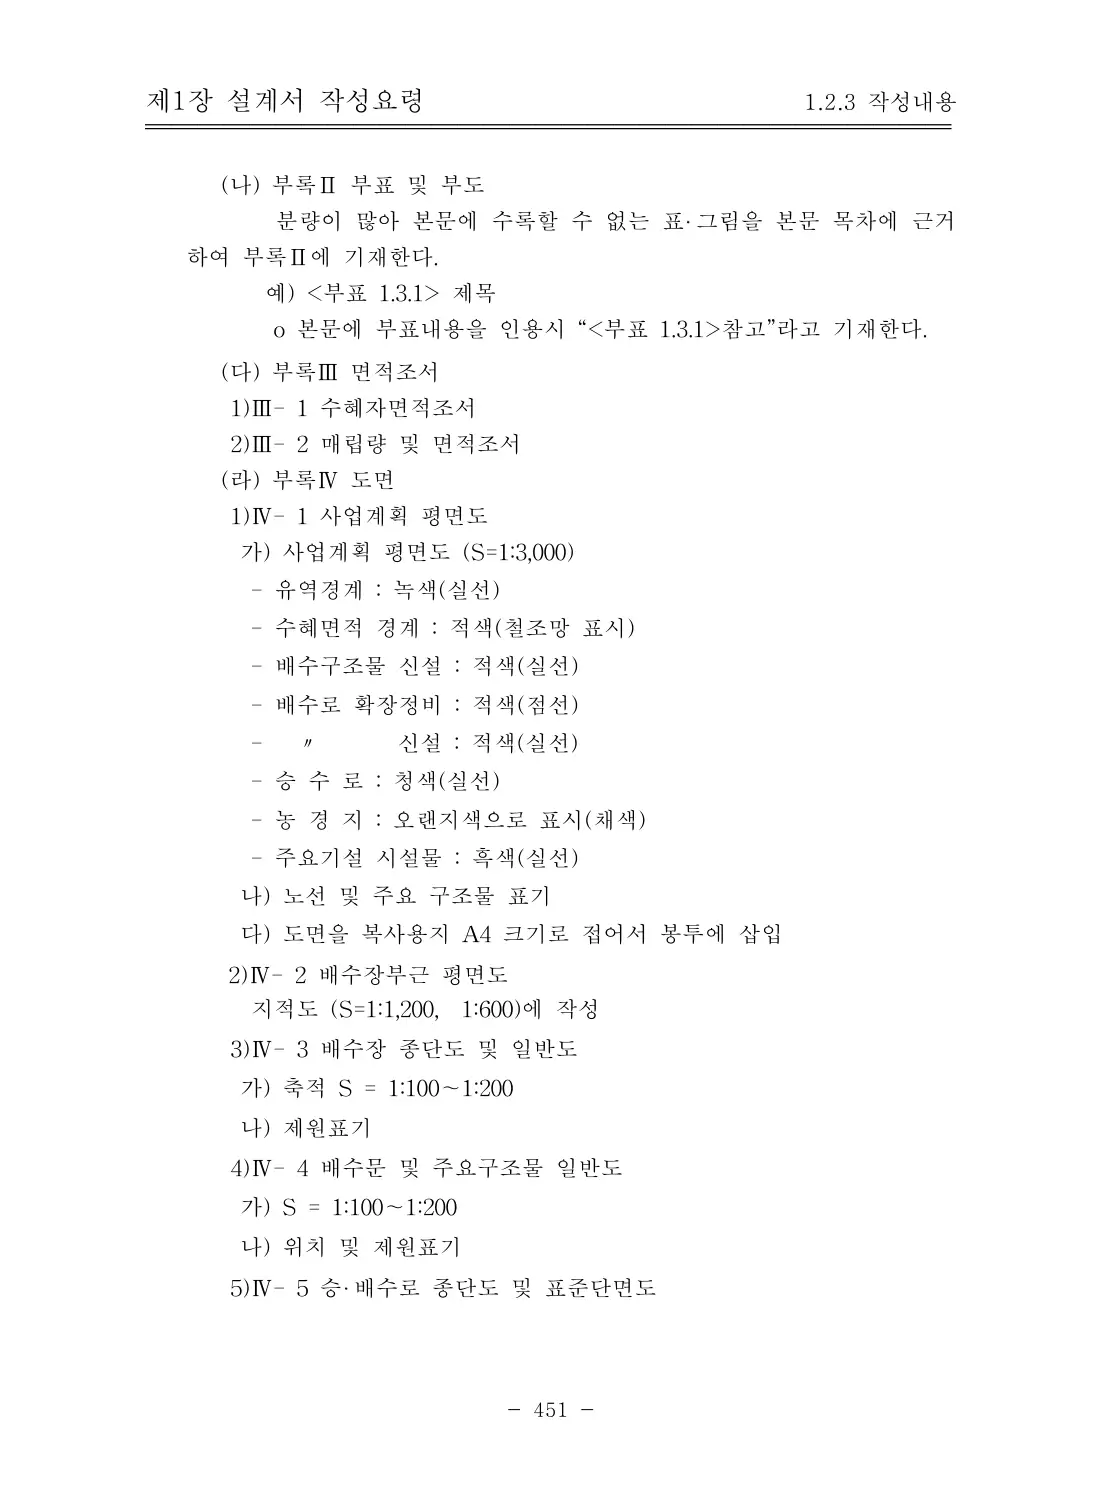 제1장 설계서 작성요령 1.2.3 작성내용
(나) 부록Ⅱ 부표 및 부도
분량이 많아 본문에 수록할 수 없는 표·그림을 본문 목차에 근거
하여 부록Ⅱ에 기재한다.
예) <부표 1.3.1> 제목
o 본문에 부표내용을 인용시 “<부표 1.3.1>참고”라고 기재한다.
(다) 부록Ⅲ 면적조서
1)Ⅲ- 1 수혜자면적조서
2)Ⅲ- 2 매립량 및 면적조서
(라) 부록Ⅳ 도면
1)Ⅳ- 1 사업계획 평면도
가) 사업계획 평면도 (S=1:3,000)
- 유역경계 : 녹색(실선)
- 수혜면적 경계 : 적색(철조망 표시)
- 배수구조물 신설 : 적색(실선)
- 배수로 확장정비 : 적색(점선)
- 〃 신설 : 적색(실선)
- 승 수 로 : 청색(실선)
- 농 경 지 : 오랜지색으로 표시(채색)
- 주요기설 시설물 : 흑색(실선)
나) 노선 및 주요 구조물 표기
다) 도면을 복사용지 A4 크기로 접어서 봉투에 삽입
2)Ⅳ- 2 배수장부근 평면도
지적도 (S=1:1,200, 1:600)에 작성
3)Ⅳ- 3 배수장 종단도 및 일반도
가) 축적 S = 1:100~1:200
나) 제원표기
4)Ⅳ- 4 배수문 및 주요구조물 일반도
가) S = 1:100~1:200
나) 위치 및 제원표기
5)Ⅳ- 5 승·배수로 종단도 및 표준단면도
- 451 -